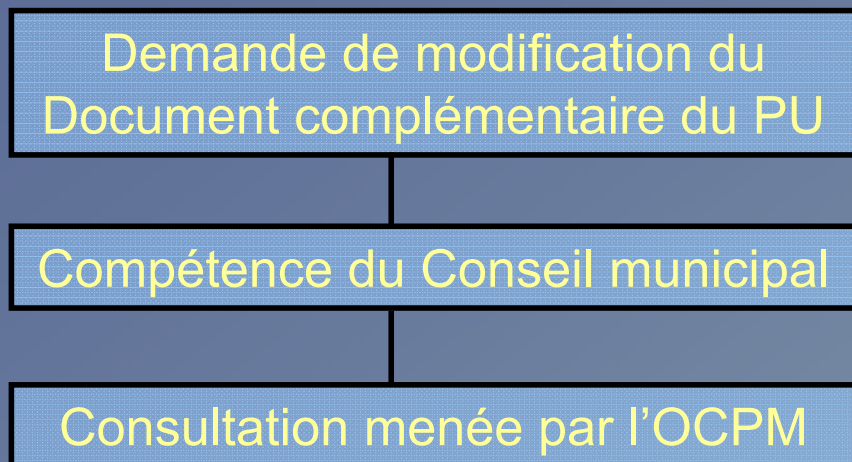 Demande de modification du
Document complémentaire du PU
Compétence du Conseil municipal
Consultation menée par l’OCPM